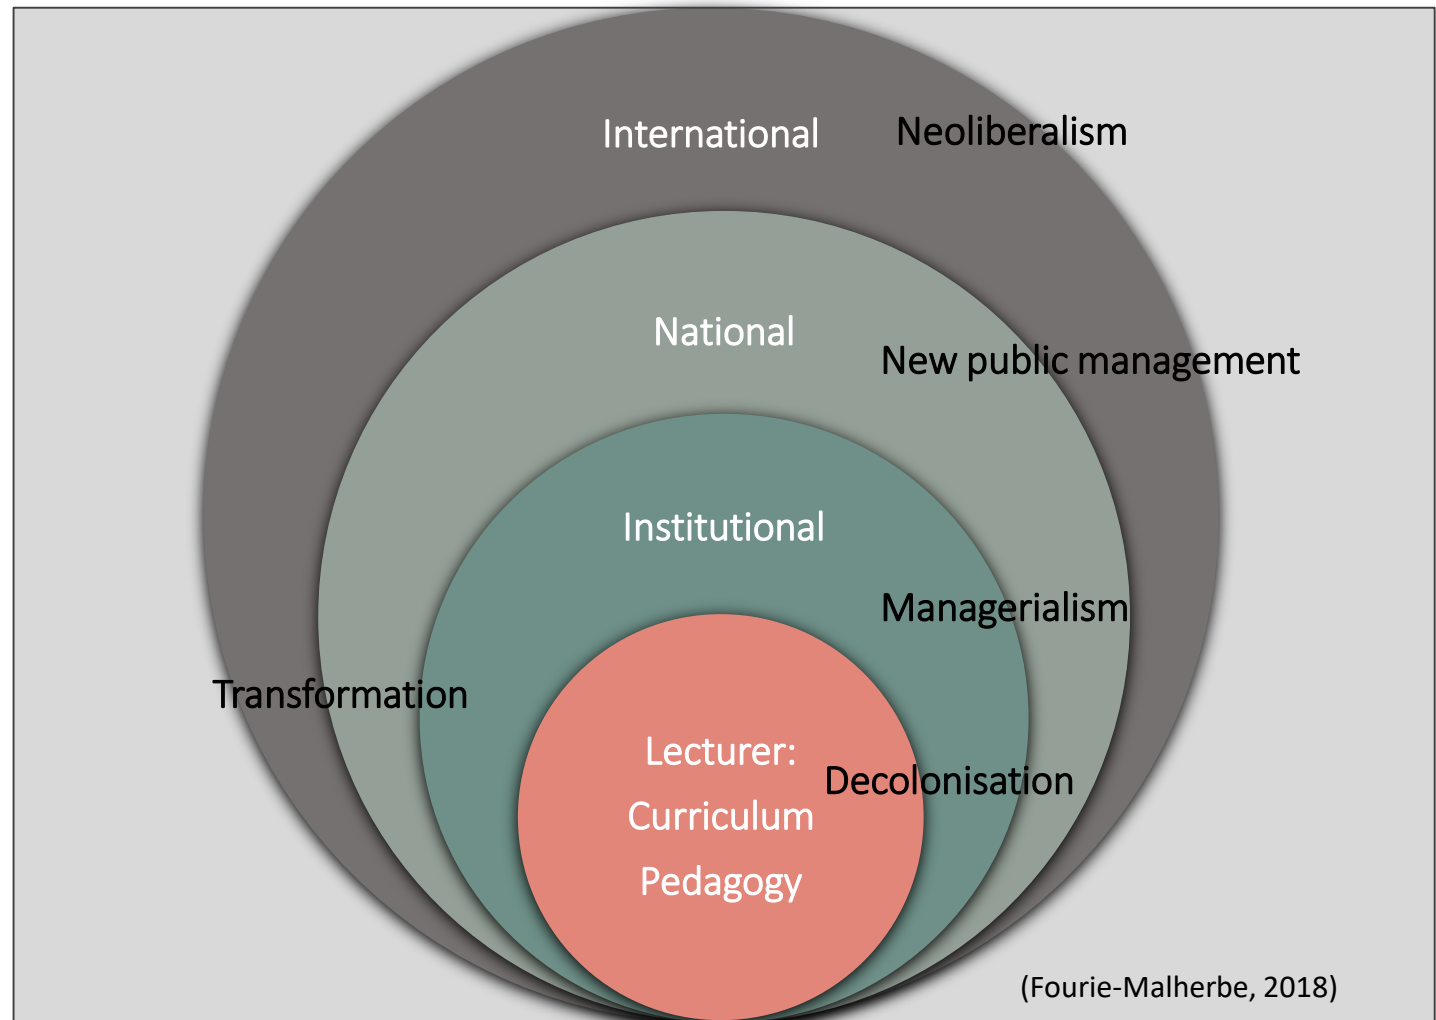 International
Neoliberalism
National
New public management
Institutional
Managerialism
Transformation
Lecturer:
Decolonisation
Curriculum
Pedagogy
(Fourie-Malherbe, 2018)